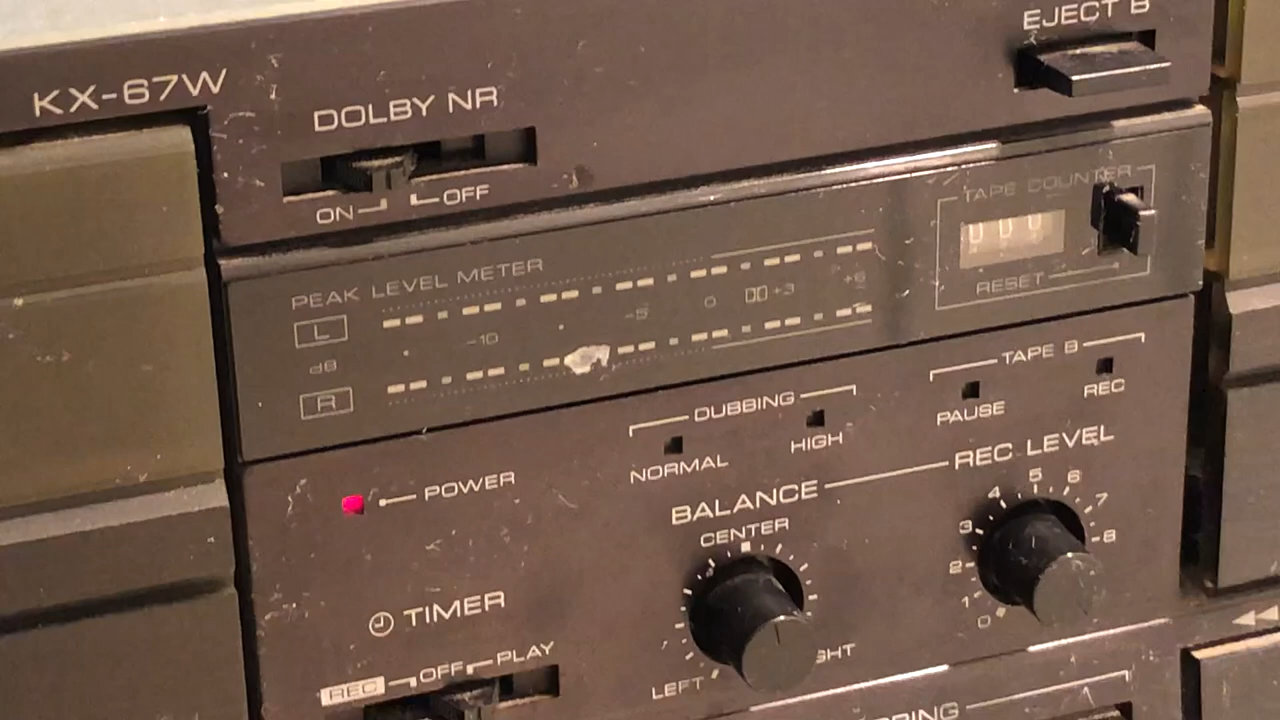 EJECT B
KX-67W
DOLBY NR
ON OFF
TAPE COUNTER
000
RESET
PEAK LEVEL METER
L
-10 -5 0 +3 +6
dB
R
TAPE B
PAUSE REC
DUBBING
NORMAL HIGH
POWER
REC LEVEL
0 1 2 3 4 5 6 7 8
BALANCE
CENTER
LEFT
TIMER
REC OFF PLAY